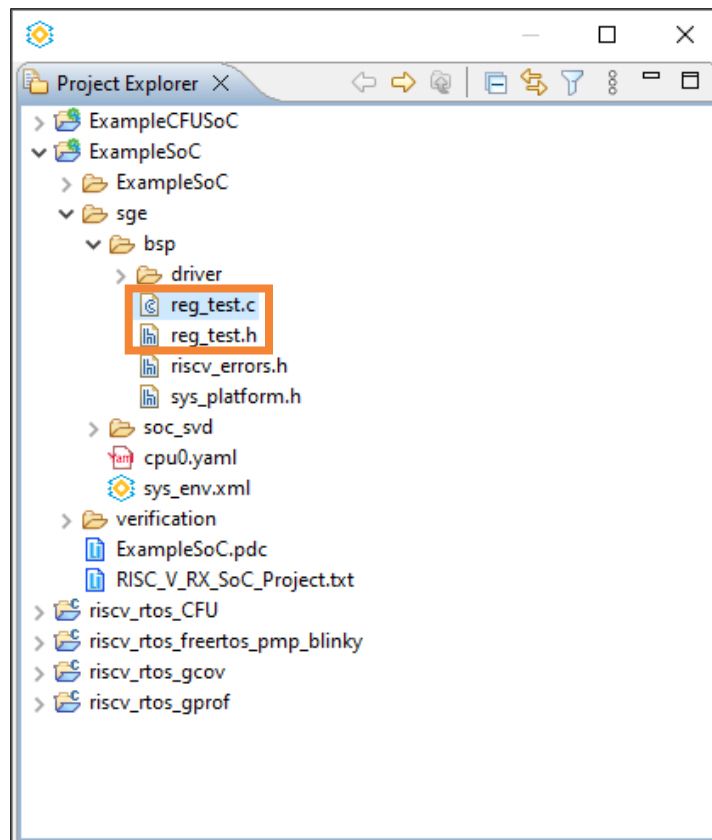 Project Explorer
ExampleCFUSoC
ExampleSoC
ExampleSoC
sge
bsp
driver
reg_test.c
reg_test.h
riscv_errors.h
sys_platform.h
soc_svd
cpu0.yaml
sys_env.xml
verification
ExampleSoC.pdc
RISC_V_RX_SoC_Project.txt
riscv_rtos_CFU
riscv_rtos_freertos_pmp_blinky
riscv_rtos_gcov
riscv_rtos_gprof